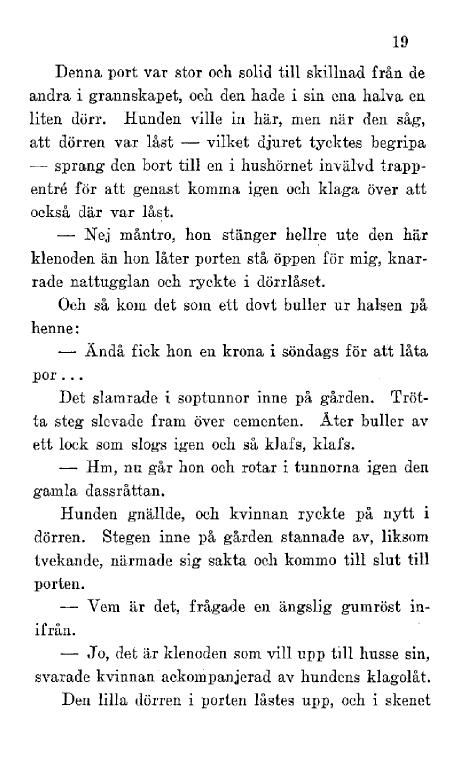 19
Denna port var stor och solid till skillnad från de
andra i grannskapet, och den hade i sin ena halva en
liten dörr. Hunden ville in här, men när den såg,
att dörren var låst — vilket djuret tycktes begripa
— sprang den bort till en i hushörnet invälvd trapp-
entré för att genast komma igen och klaga över att
också där var låst.
— Nej måntro, hon stänger hellre ute den här
klenoden än hon låter porten stå öppen för mig, knar-
rade nattugglan och ryckte i dörrlåset.
Och så kom det som ett dovt buller ur halsen på
henne:
— Ändå fick hon en krona i söndags för att låta
por...
Det slamrade i soptunnor inne på gården. Tröt-
ta steg slevade fram över cementen. Åter buller av
ett lock som slogs igen och så klafs, klafs.
— Hm, nu går hon och rotar i tunnorna igen den
gamla dassråttan.
Hunden gnällde, och kvinnan ryckte på nytt i
dörren. Stegen inne på gården stannade av, liksom
tvekande, närmade sig sakta och kommo till slut till
porten.
— Vem är det, frågade en ängslig gumröst in-
ifrån.
— Jo, det är klenoden som vill upp till husse sin,
svarade kvinnan ackompanjerad av hundens klagolåt.
Den lilla dörren i porten låstes upp, och i skenet